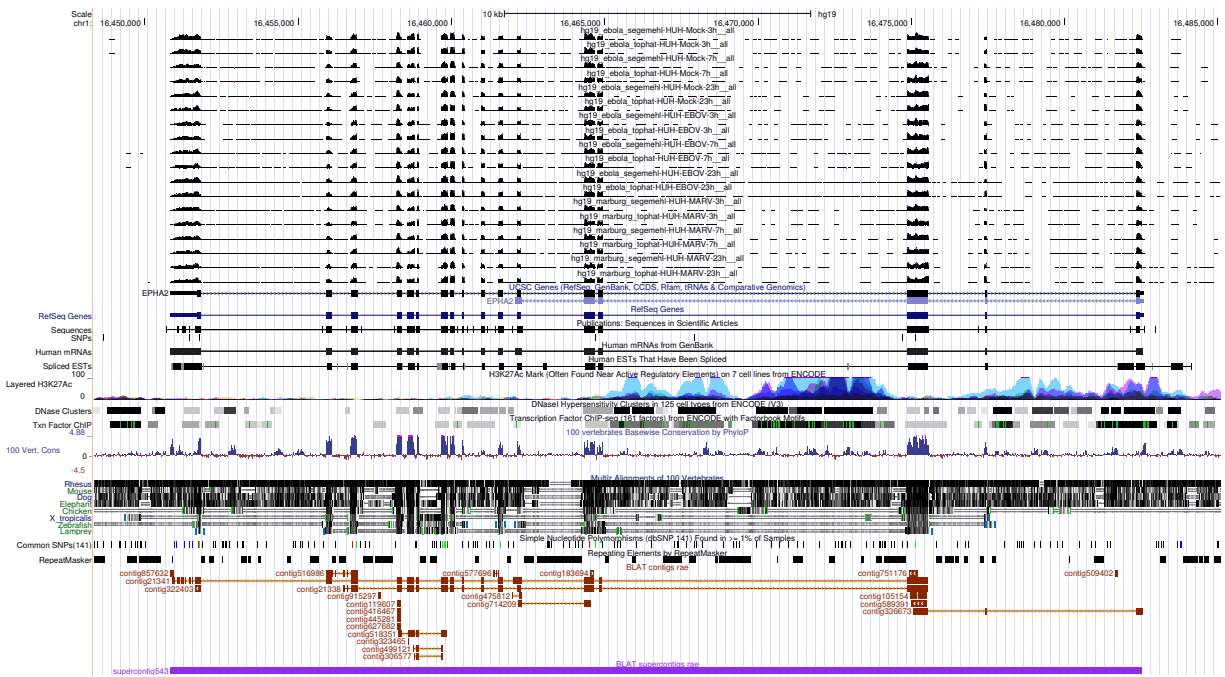 Scale 10 kb hg19
chr1: 16,450,000 16,455,000 16,460,000 16,465,000 16,470,000 16,475,000 16,480,000 16,485,000
hg19_ebola_segemehl-HUH-Mock-3h__all
hg19_ebola_tophat-HUH-Mock-3h__all
hg19_ebola_segemehl-HUH-Mock-7h__all
hg19_ebola_tophat-HUH-Mock-7h__all
hg19_ebola_segemehl-HUH-Mock-23h__all
hg19_ebola_tophat-HUH-Mock-23h__all
hg19_ebola_segemehl-HUH-EBOV-3h__all
hg19_ebola_tophat-HUH-EBOV-3h__all
hg19_ebola_segemehl-HUH-EBOV-7h__all
hg19_ebola_tophat-HUH-EBOV-7h__all
hg19_ebola_segemehl-HUH-EBOV-23h__all
hg19_ebola_tophat-HUH-EBOV-23h__all
hg19_marburg_segemehl-HUH-MARV-3h__all
hg19_marburg_tophat-HUH-MARV-3h__all
hg19_marburg_segemehl-HUH-MARV-7h__all
hg19_marburg_tophat-HUH-MARV-7h__all
hg19_marburg_segemehl-HUH-MARV-23h__all
hg19_marburg_tophat-HUH-MARV-23h__all
UCSC Genes (RefSeq, GenBank, CCDS, Rfam, tRNAs & Comparative Genomics)
EPHA2
EPHA2
RefSeq Genes
RefSeq Genes
Publications: Sequences in Scientific Articles
Sequences
SNPs
Human mRNAs from GenBank
Human mRNAs
Human ESTs That Have Been Spliced
Spliced ESTs
H3K27Ac Mark (Often Found Near Active Regulatory Elements) on 7 cell lines from ENCODE
100
Layered H3K27Ac
0
DNaseI Hypersensitivity Clusters in 125 cell types from ENCODE (V3)
DNase Clusters
Transcription Factor ChIP-seq (161 factors) from ENCODE with Factorbook Motifs
Txn Factor ChIP
100 vertebrates Basewise Conservation by PhyloP
4.88
100 Vert. Cons
0
-4.5
Multiz Alignments of 100 Vertebrates
Rhesus
Mouse
Dog
Elephant
Chicken
X_tropicalis
Zebrafish
Lamprey
Simple Nucleotide Polymorphisms (dbSNP 141) Found in >= 1% of Samples
Common SNPs(141)
Repeating Elements by RepeatMasker
RepeatMasker
BLAT contigs rae
contig857632 contig516986 contig577696 contig183694 contig751176 contig509402
contig21341
contig322403 contig21338
contig915297 contig475812 contig105154
contig119607 contig714209 contig589391
contig416467 contig336673
contig445281
contig627682
contig518351
contig323465
contig499121
contig306577
BLAT supercontigs rae
supercontig543